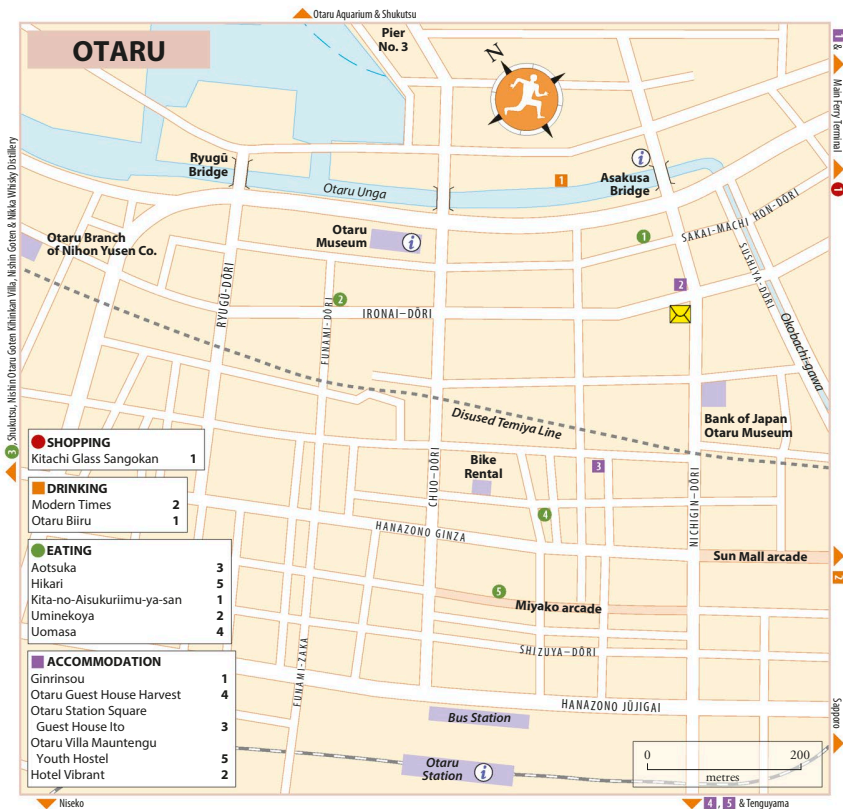 Otaru Aquarium & Shukutsu
OTARU
Pier
No. 3
N
1 &
Main Ferry Terminal
1
3, Shukutsu, Nishin Otaru Goten Kihinkan Villa, Nishin Goten & Nikka Whisky Distillery
Ryugū
Bridge
Otaru Unga
1
i
Asakusa
Bridge
Otaru
Museum
i
1
SAKAI–MACHI HON–DŌRI
SUSHIYA–DŌRI
Otaru Branch
of Nihon Yusen Co.
RYUGŪ–DŌRI
FUNAMI–DŌRI
2
IRONAI–DŌRI
2
Okobachi-gawa
Disused Temiya Line
Bank of Japan
Otaru Museum
CHUO–DŌRI
Bike
Rental
3
NICHIGIN–DŌRI
4
HANAZONO GINZA
Sun Mall arcade
2
5
Miyako arcade
SHIZUYA–DŌRI
FUNAMI–ZAKA
HANAZONO JŪJIGAI
Bus Station
Otaru
Station
i
Sapporo
SHOPPING
Kitachi Glass Sangokan 1
DRINKING
Modern Times 2
Otaru Biiru 1
EATING
Aotsuka 3
Hikari 5
Kita-no-Aisukuriimu-ya-san 1
Uminekoya 2
Uomasa 4
ACCOMMODATION
Ginrinsou 1
Otaru Guest House Harvest 4
Otaru Station Square
Guest House Ito 3
Otaru Villa Mauntengu
Youth Hostel 5
Hotel Vibrant 2
0 200
metres
Niseko
4, 5 & Tenguyama